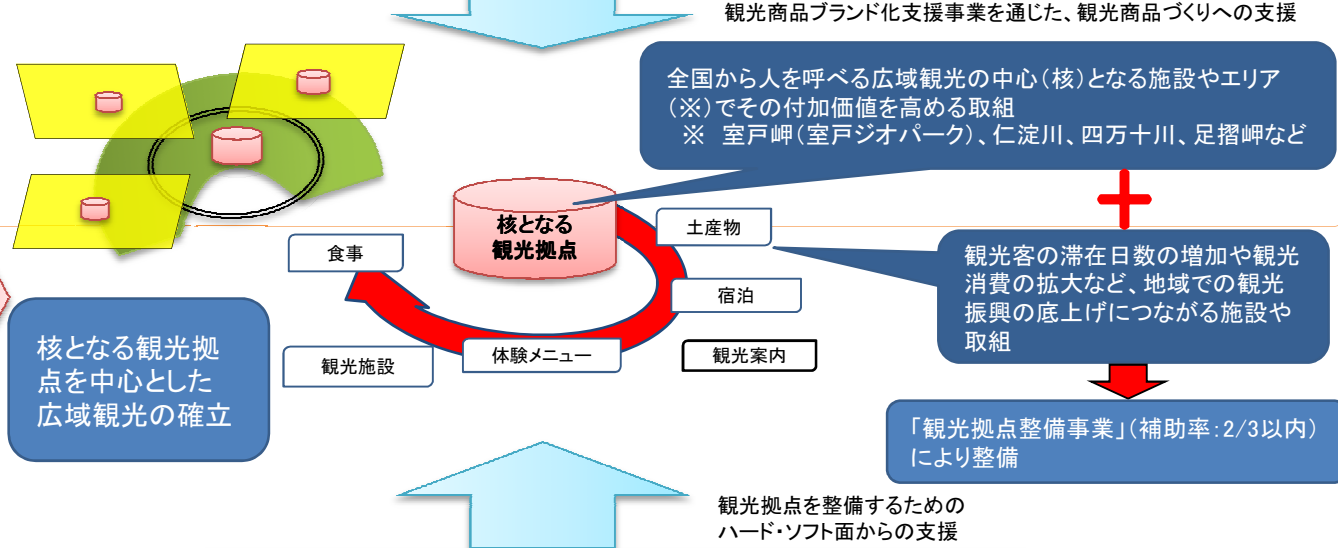 観光商品ブランド化支援事業を通じた、観光商品づくりへの支援
全国から人を呼べる広域観光の中心(核)となる施設やエリア
(※)でその付加価値を高める取組
※ 室戸岬(室戸ジオパーク)、仁淀川、四万十川、足摺岬など
核となる
観光拠点
土産物
食事
宿泊
体験メニュー
観光施設
観光案内
観光客の滞在日数の増加や観光
消費の拡大など、地域での観光
振興の底上げにつながる施設や
取組
核となる観光拠
点を中心とした
広域観光の確立
「観光拠点整備事業」(補助率:2/3以内)
により整備
観光拠点を整備するための
ハード・ソフト面からの支援